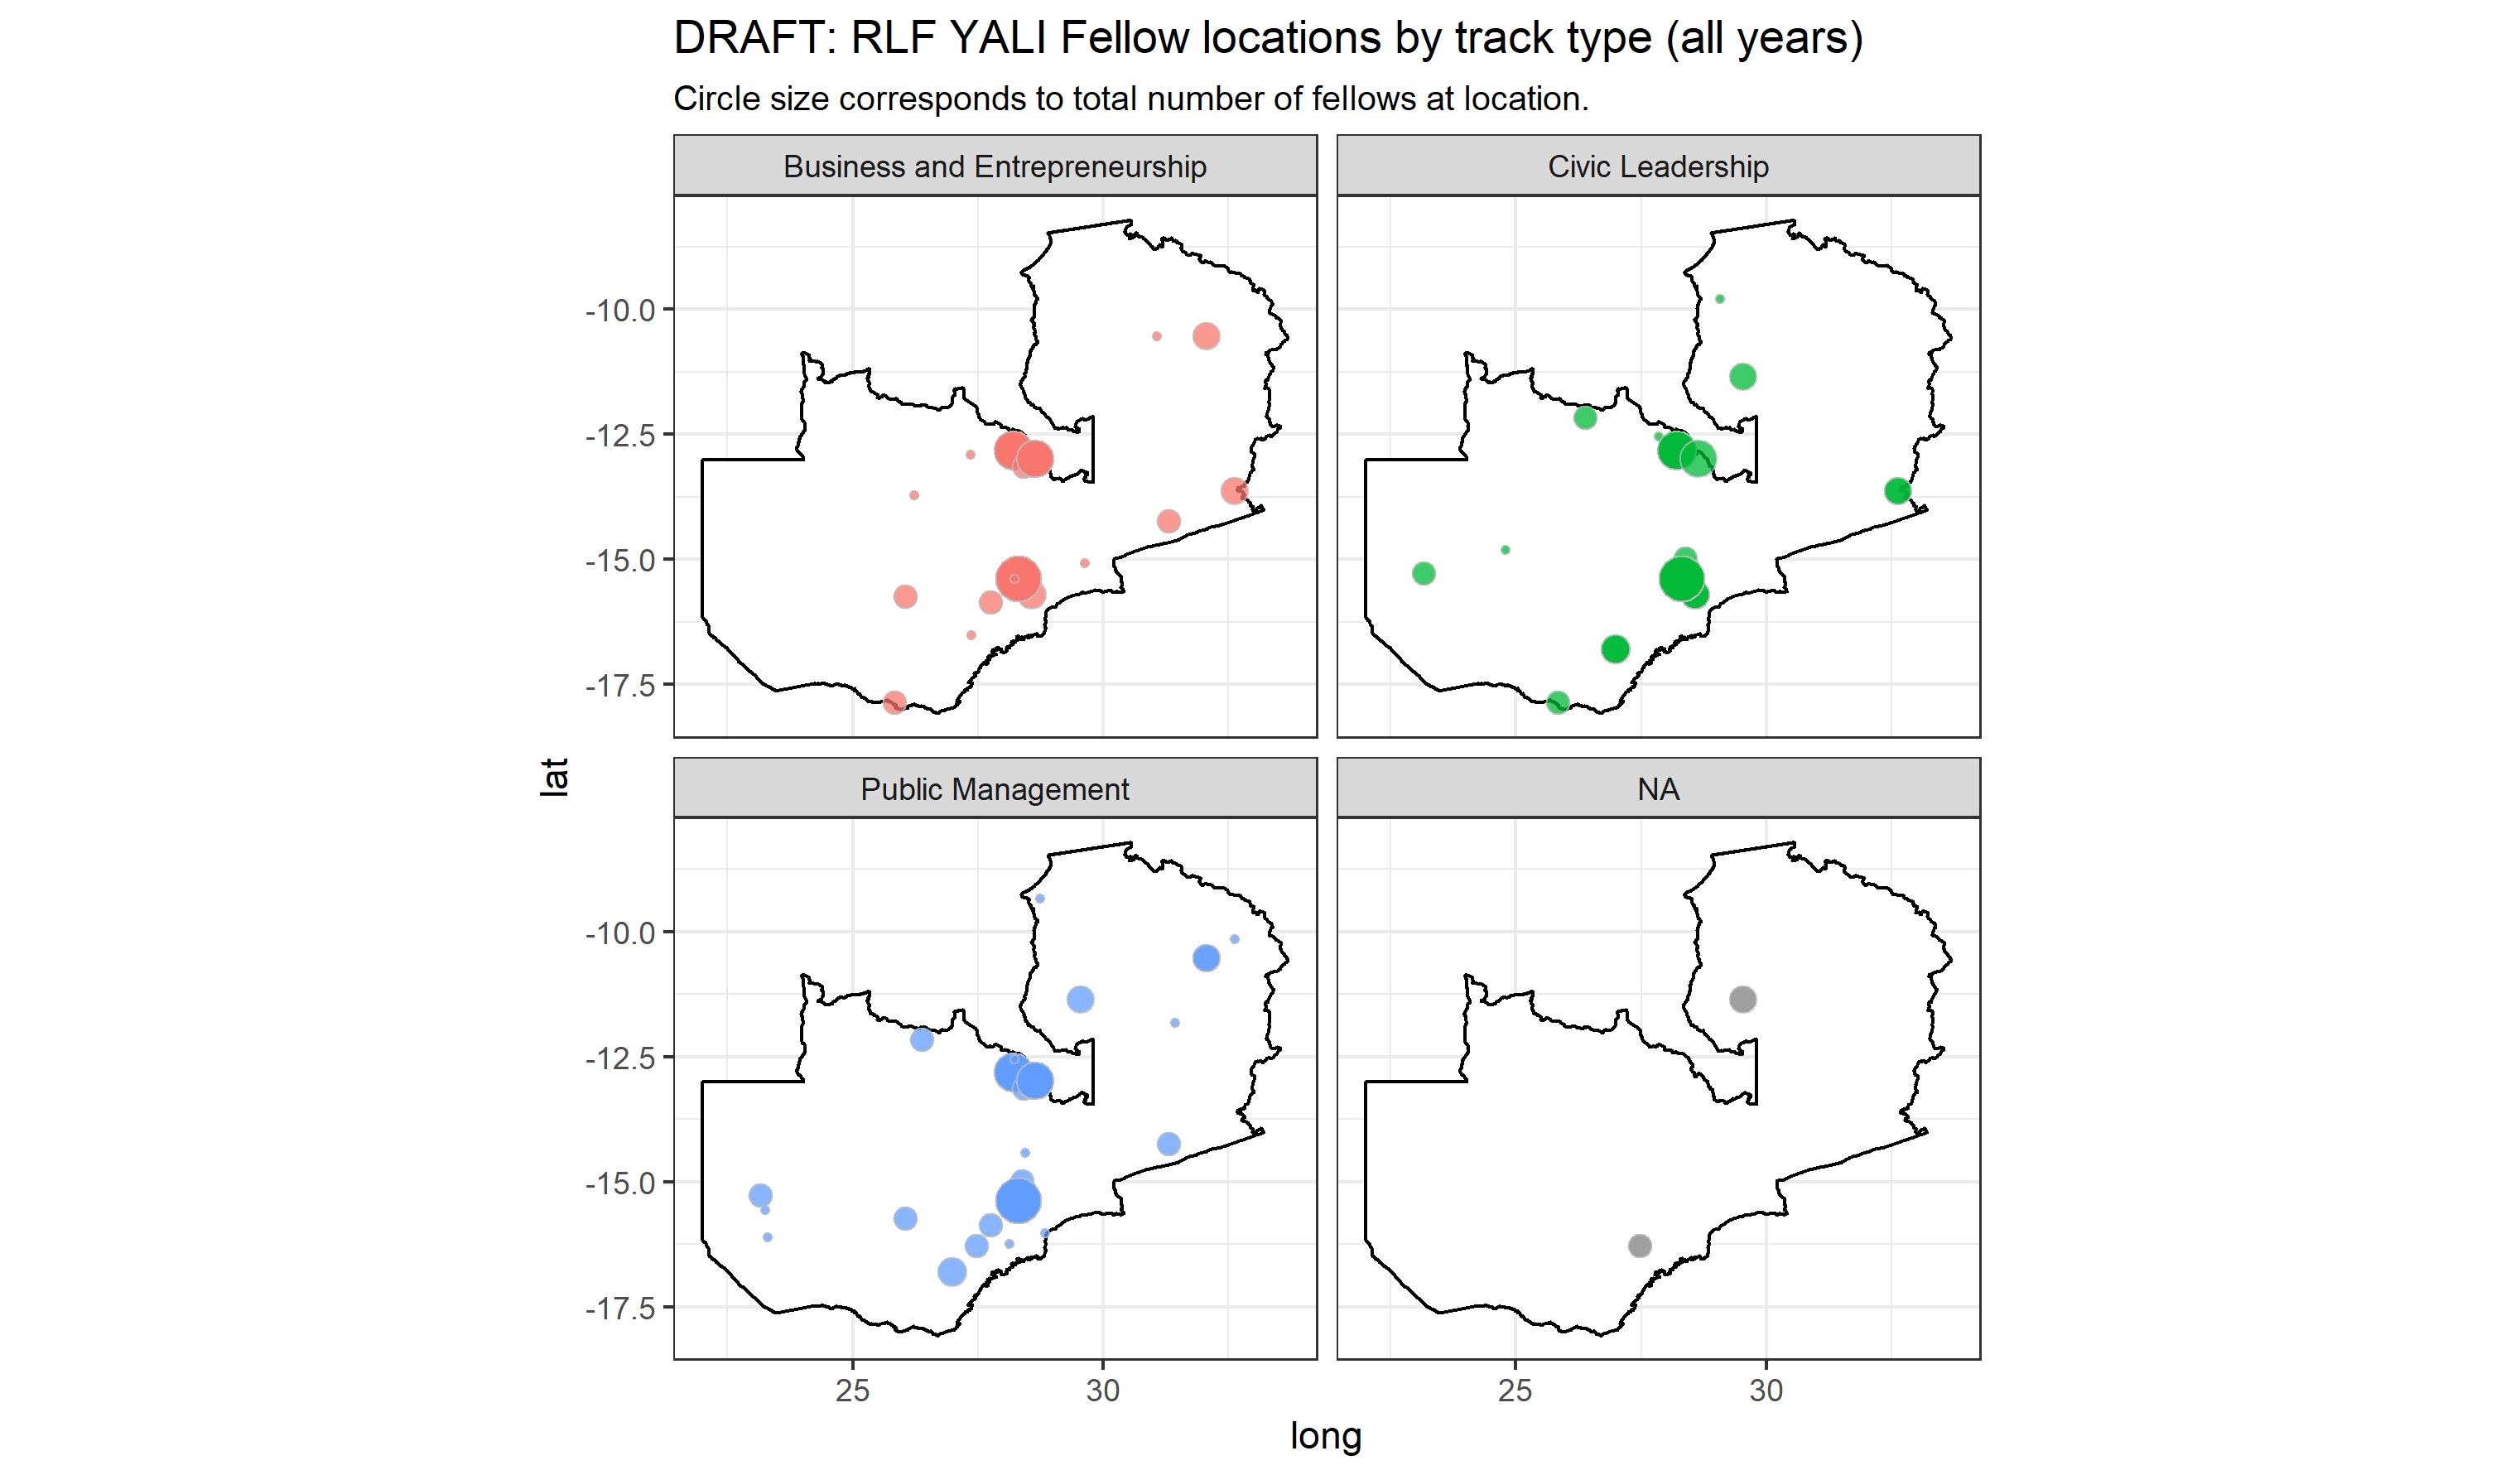 DRAFT: RLF YALI Fellow locations by track type (all years)
Circle size corresponds to total number of fellows at location.
Business and Entrepreneurship
Civic Leadership
-10.0
-12.5
-15.0
-17.5
lat
Public Management
NA
-10.0
-12.5
-15.0
-17.5
25
30
25
30
long